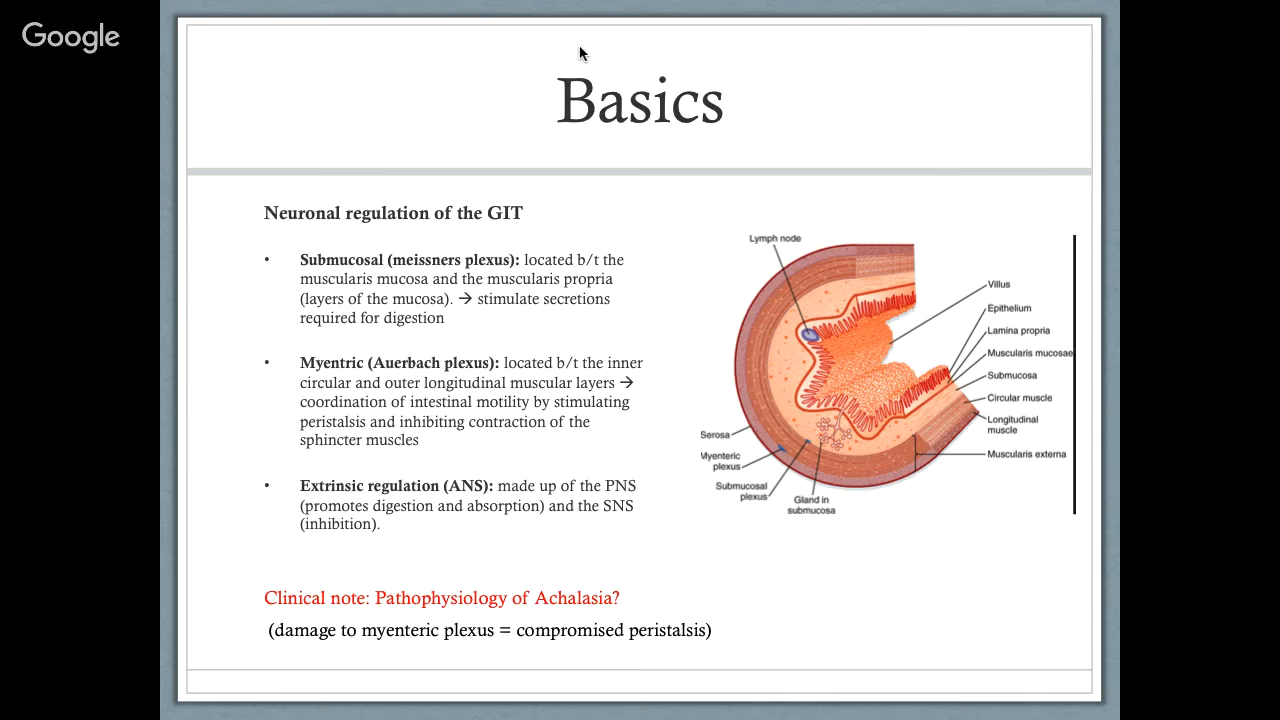 Google
Basics
Neuronal regulation of the GIT
• Submucosal (meissners plexus): located b/t the
muscularis mucosa and the muscularis propria
(layers of the mucosa). → stimulate secretions
required for digestion
• Myentric (Auerbach plexus): located b/t the inner
circular and outer longitudinal muscular layers →
coordination of intestinal motility by stimulating
peristalsis and inhibiting contraction of the
sphincter muscles
• Extrinsic regulation (ANS): made up of the PNS
(promotes digestion and absorption) and the SNS
(inhibition).
Lymph node
Villus
Epithelium
Lamina propria
Muscularis mucosae
Submucosa
Circular muscle
Longitudinal
muscle
Muscularis externa
Serosa
Myenteric
plexus
Submucosal
plexus
Gland in
submucosa
Clinical note: Pathophysiology of Achalasia?
(damage to myenteric plexus = compromised peristalsis)